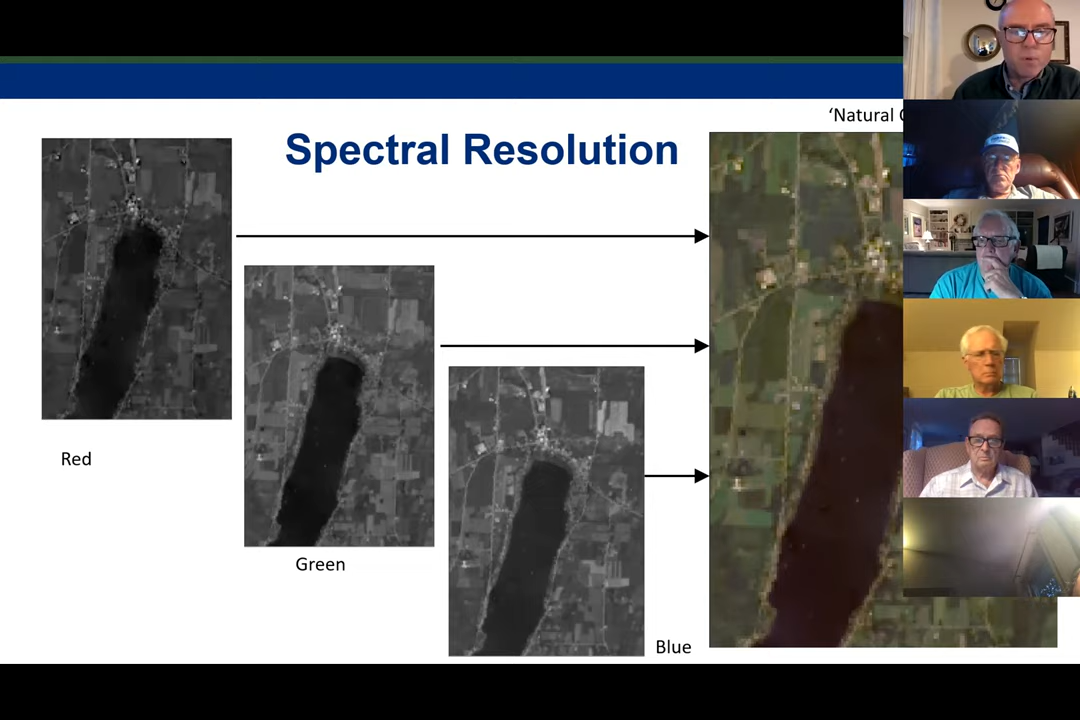 ‘Natural
Spectral Resolution
Red
Green
Blue